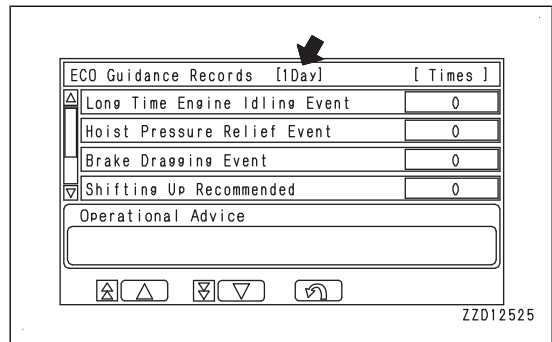 ECO Guidance Records [1Day] [ Times ]
Long Time Engine Idling Event 0
Hoist Pressure Relief Event 0
Brake Dragging Event 0
Shifting Up Recommended 0
Operational Advice
ZZD12525